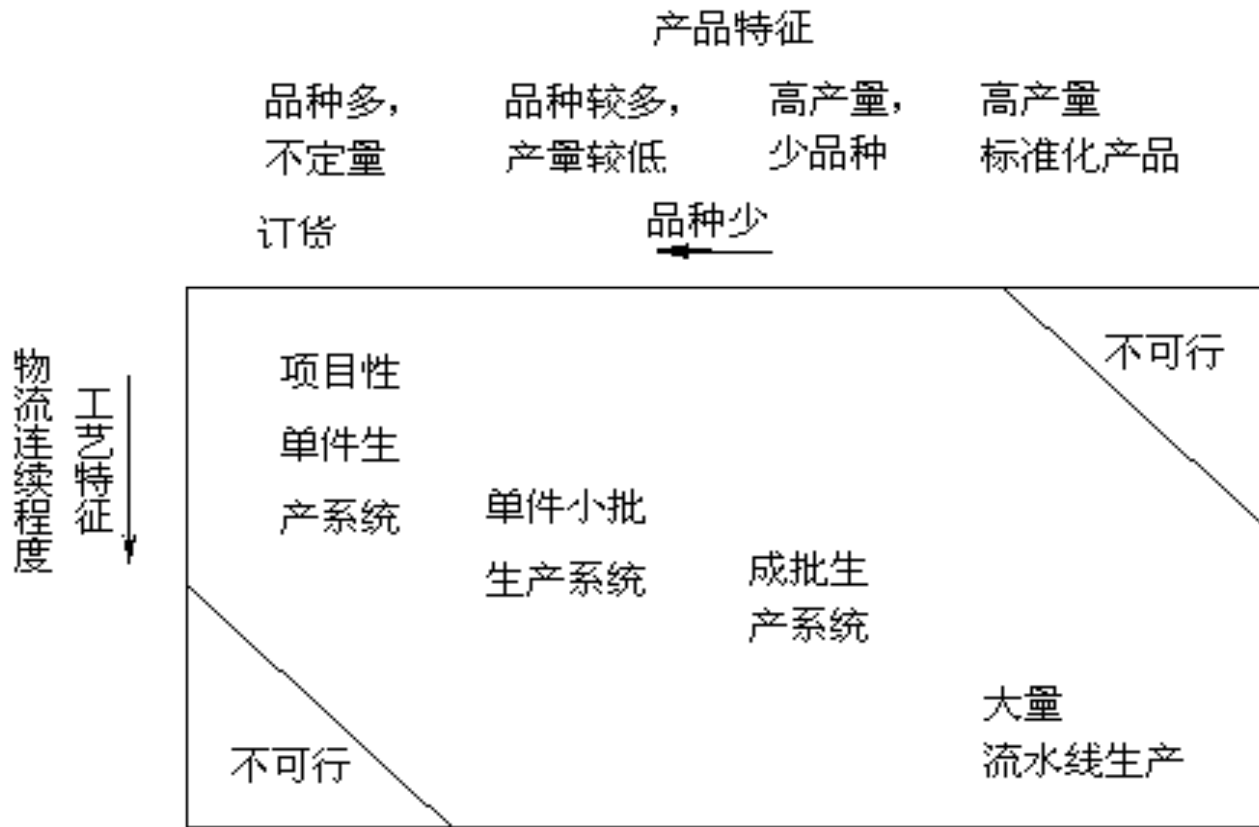 产品特征
品种多，
不定量
品种较多，
产量较低
高产量，
少品种
高产量
标准化产品
订货
品种少
物流连续程度
工艺特征
项目性
单件生
产系统
单件小批
生产系统
成批生
产系统
大量
流水线生产
不可行
不可行